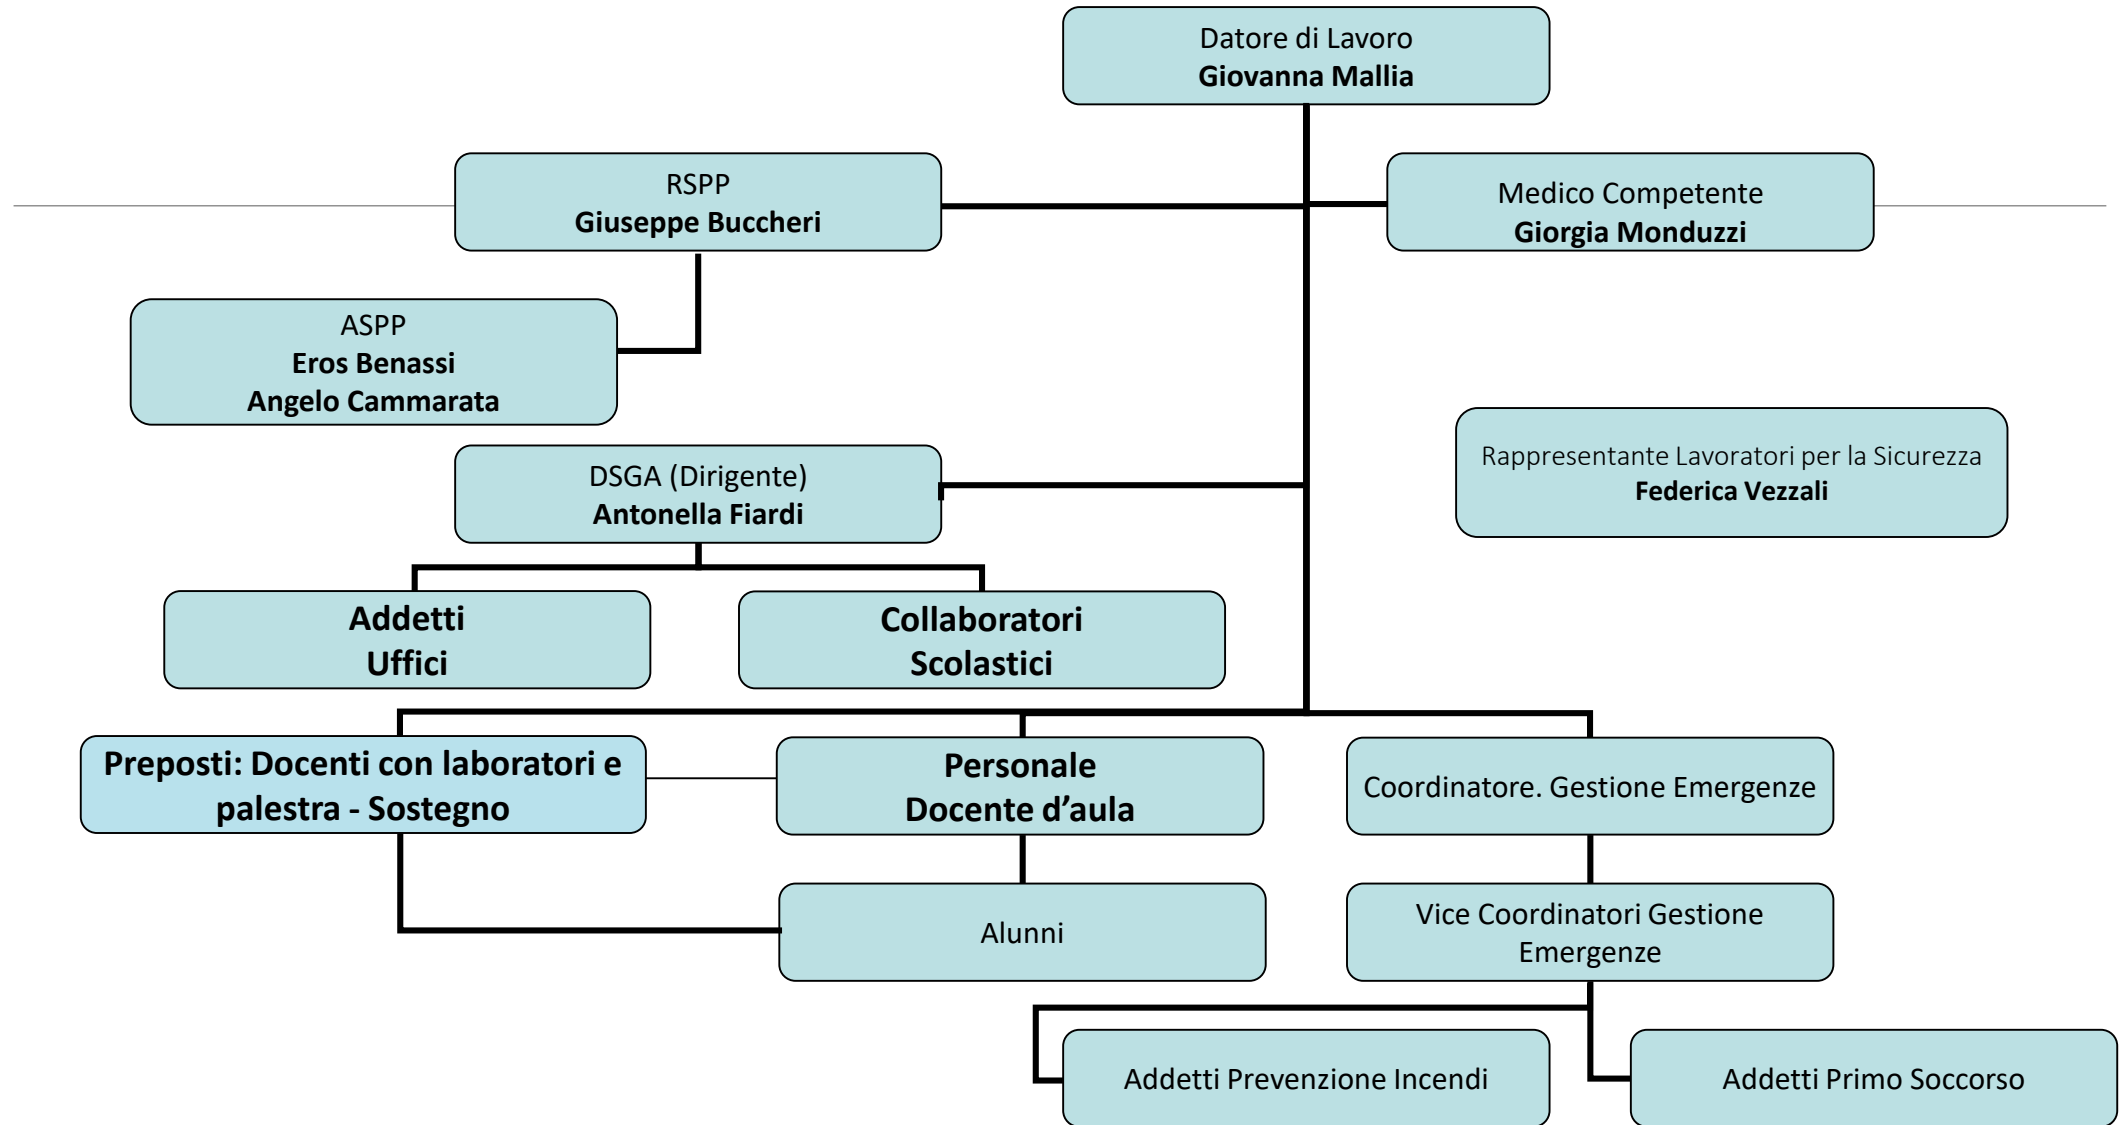 Datore di Lavoro
Giovanna Mallia
RSPP
Giuseppe Buccheri
Medico Competente
Giorgia Monduzzi
ASPP
Eros Benassi
Angelo Cammarata
Rappresentante Lavoratori per la Sicurezza
Federica Vezzali
DSGA (Dirigente)
Antonella Fiardi
Addetti
Uffici
Collaboratori
Scolastici
Preposti: Docenti con laboratori e
palestra - Sostegno
Personale
Docente d’aula
Coordinatore. Gestione Emergenze
Alunni
Vice Coordinatori Gestione
Emergenze
Addetti Prevenzione Incendi
Addetti Primo Soccorso